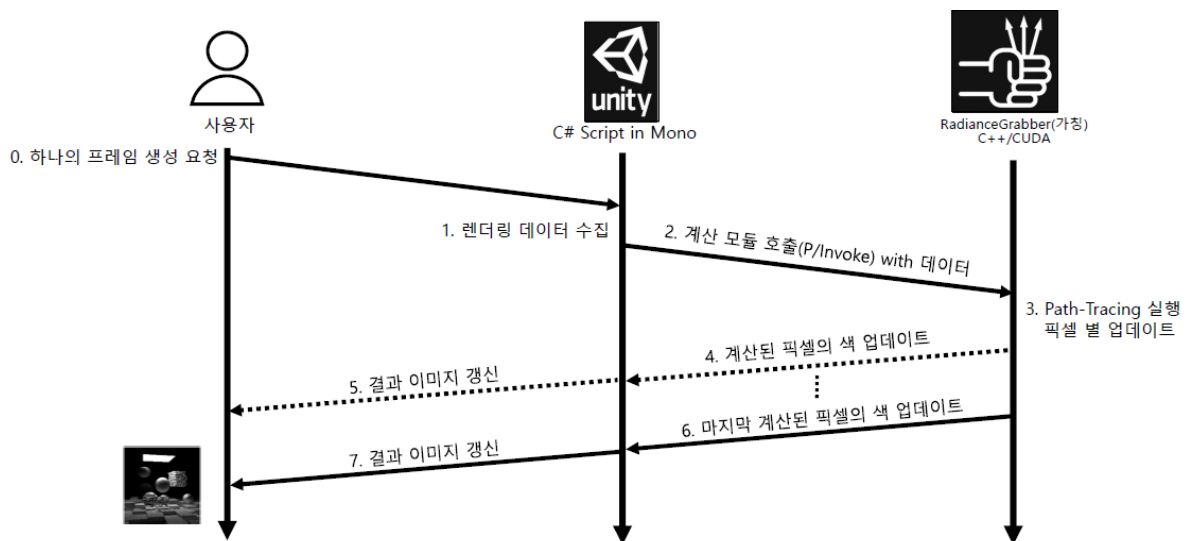 unity
사용자
C# Script in Mono
RadianceGrabber(가칭)
C++/CUDA
0. 하나의 프레임 생성 요청
1. 렌더링 데이터 수집
2. 계산 모듈 호출(P/Invoke) with 데이터
3. Path-Tracing 실행
픽셀 별 업데이트
4. 계산된 픽셀의 색 업데이트
5. 결과 이미지 갱신
6. 마지막 계산된 픽셀의 색 업데이트
7. 결과 이미지 갱신